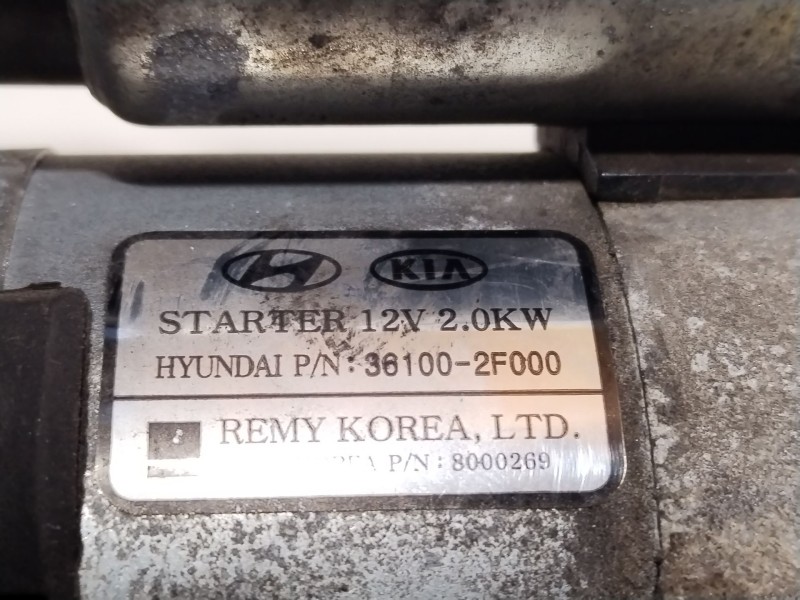 KIA
STARTER 12V 2.0KW
HYUNDAI P/N: 36100-2F000
REMY KOREA, LTD.
P/N: 8000269